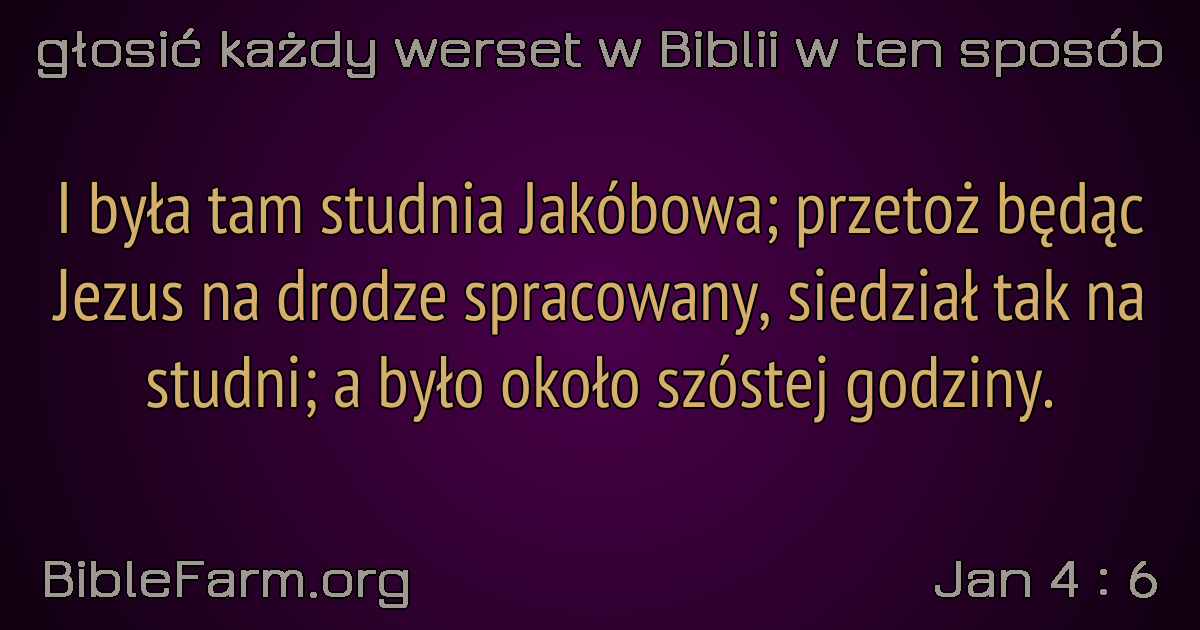 głosić każdy werset w Biblii w ten sposób
I była tam studnia Jakóbowa; przetoż będąc
Jezus na drodze spracowany, siedział tak na
studni; a było około szóstej godziny.
BibleFarm.org
Jan 4 : 6